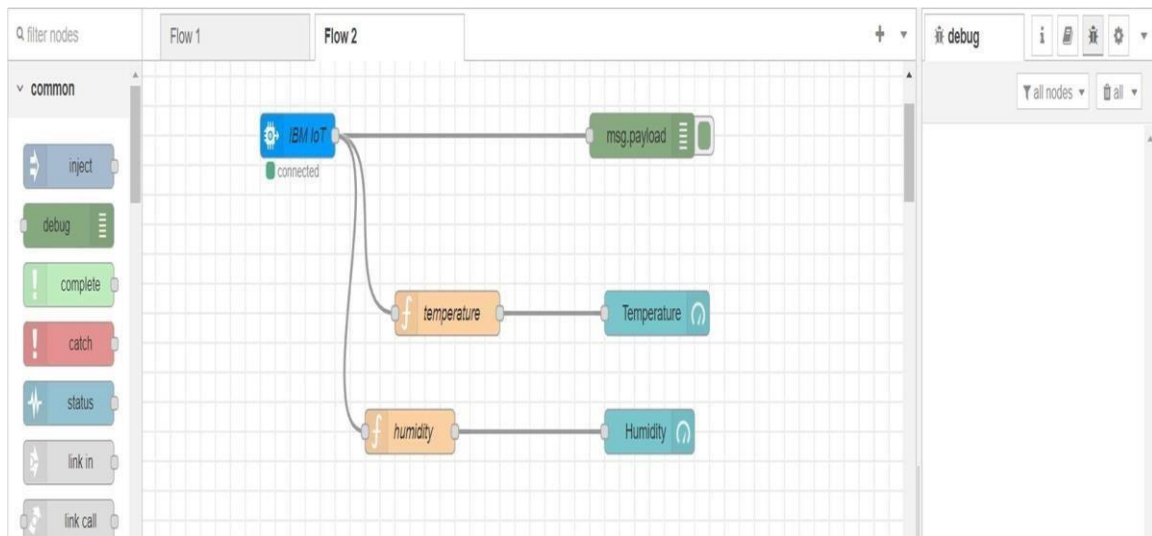 filter nodes
Flow 1
Flow 2
debug
i
common
all nodes
all
IBM IoT
msg.payload
connected
inject
debug
complete
temperature
Temperature
catch
status
humidity
Humidity
link in
link call